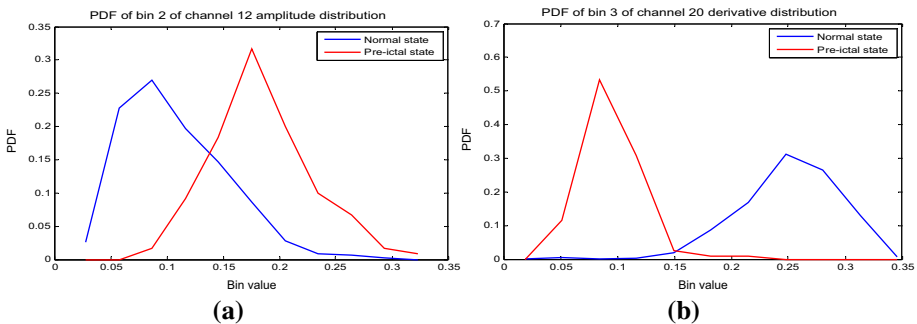 PDF of bin 2 of channel 12 amplitude distribution
0.35
0.3
0.25
0.2
0.15
0.1
0.05
0
PDF
Normal state
Pre-ictal state
0 0.05 0.1 0.15 0.2 0.25 0.3 0.35
Bin value
(a)
PDF of bin 3 of channel 20 derivative distribution
0.7
0.6
0.5
0.4
0.3
0.2
0.1
0
PDF
Normal state
Pre-ictal state
0 0.05 0.1 0.15 0.2 0.25 0.3 0.35
Bin value
(b)